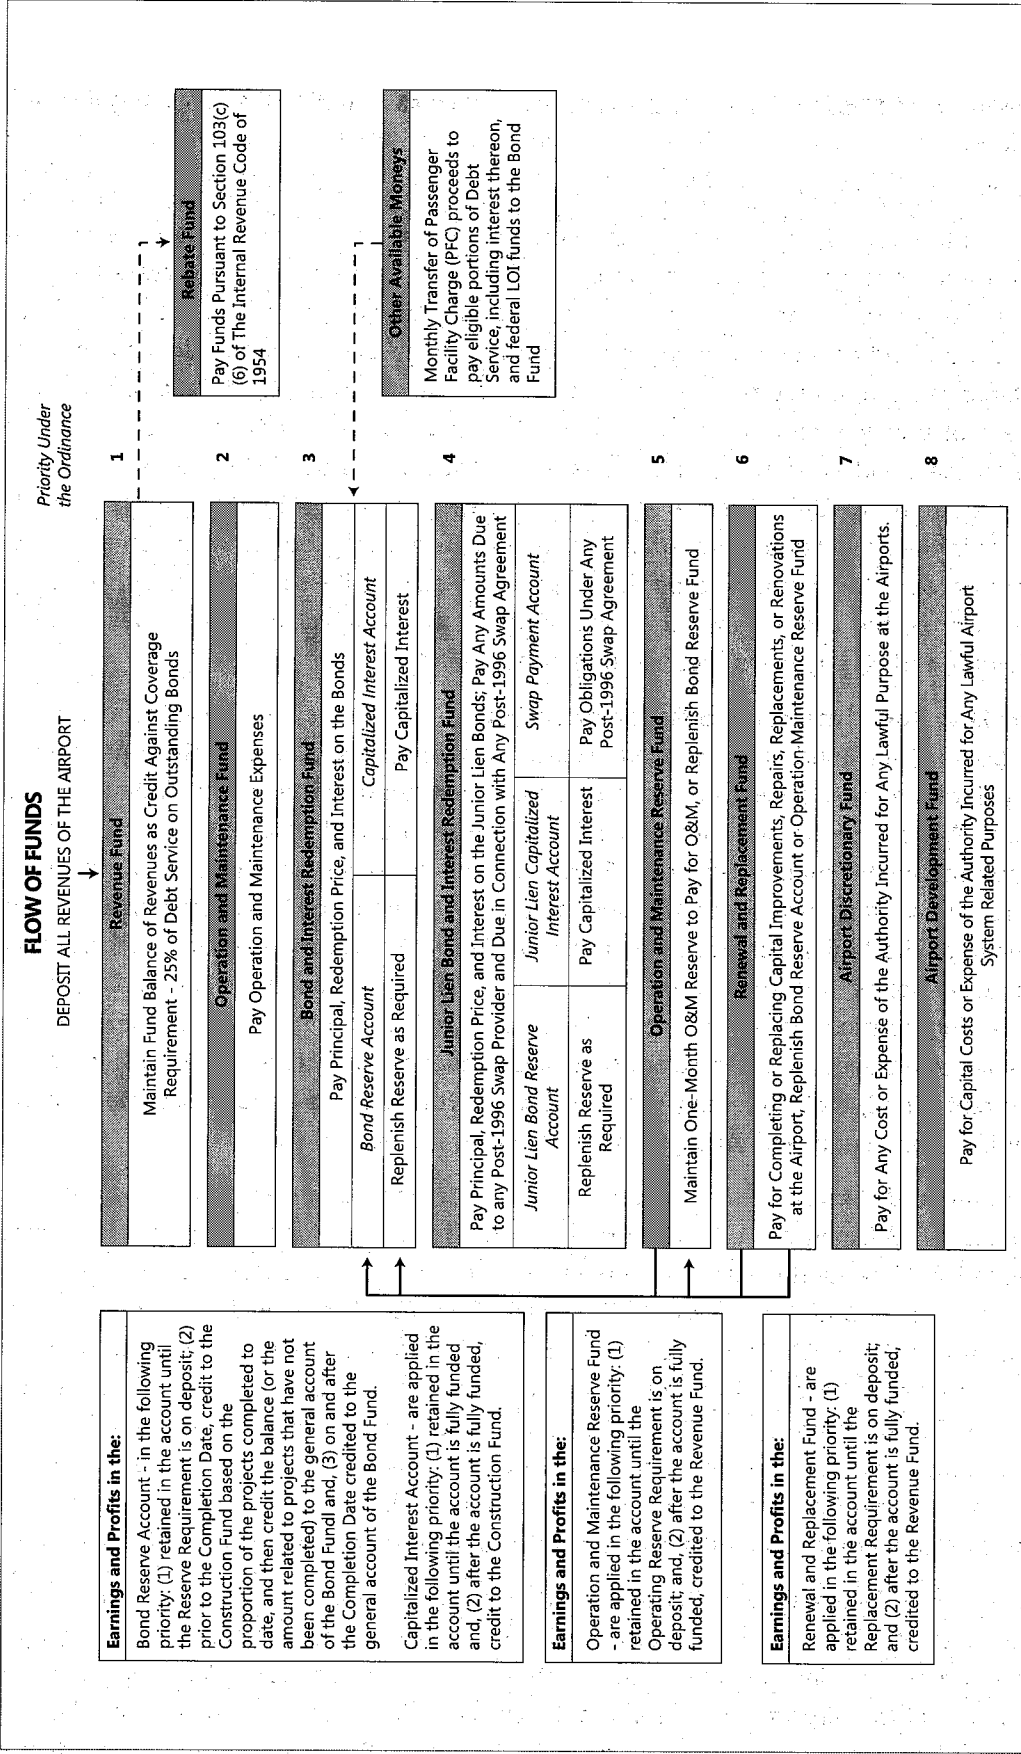 FLOW OF FUNDS
DEPOSIT ALL REVENUES OF THE AIRPORT
Priority Under
the Ordinance
Revenue Fund
1
Maintain Fund Balance of Revenues as Credit Against Coverage
Requirement - 25% of Debt Service on Outstanding Bonds
Rebate Fund
Pay Funds Pursuant to Section 103(c)
(6) of The Internal Revenue Code of
1954
Operation and Maintenance Fund
2
Pay Operation and Maintenance Expenses
Bond and Interest Redemption Fund
3
Pay Principal, Redemption Price, and Interest on the Bonds
Bond Reserve Account
Capitalized Interest Account
Replenish Reserve as Required
Pay Capitalized Interest
Other Available Moneys
Monthly Transfer of Passenger
Facility Charge (PFC) proceeds to
pay eligible portions of Debt
Service, including interest thereon,
and federal LOI funds to the Bond
Fund
Junior Lien Bond and Interest Redemption Fund
4
Pay Principal, Redemption Price, and Interest on the Junior Lien Bonds; Pay Any Amounts Due
to any Post-1996 Swap Provider and Due in Connection with Any Post-1996 Swap Agreement
Junior Lien Bond Reserve
Account
Junior Lien Capitalized
Interest Account
Swap Payment Account
Replenish Reserve as
Required
Pay Capitalized Interest
Pay Obligations Under Any
Post-1996 Swap Agreement
Operation and Maintenance Reserve Fund
5
Maintain One-Month O&M Reserve to Pay for O&M, or Replenish Bond Reserve Fund
Renewal and Replacement Fund
6
Pay for Completing or Replacing Capital Improvements, Repairs, Replacements, or Renovations
at the Airport, Replenish Bond Reserve Account or Operation-Maintenance Reserve Fund
Airport Discretionary Fund
7
Pay for Any Cost or Expense of the Authority Incurred for Any Lawful Purpose at the Airports.
Airport Development Fund
8
Pay for Capital Costs or Expense of the Authority Incurred for Any Lawful Airport
System Related Purposes
Earnings and Profits in the:
Bond Reserve Account - in the following
priority: (1) retained in the account until
the Reserve Requirement is on deposit; (2)
prior to the Completion Date, credit to the
Construction Fund based on the
proportion of the projects completed to
date, and then credit the balance (or the
amount related to projects that have not
been completed) to the general account
of the Bond Fundl and, (3) on and after
the Completion Date credited to the
general account of the Bond Fund.
Capitalized Interest Account - are applied
in the following priority: (1) retained in the
account until the account is fully funded
and, (2) after the account is fully funded,
credit to the Construction Fund.
Earnings and Profits in the:
Operation and Maintenance Reserve Fund
- are applied in the following priority: (1)
retained in the account until the
Operating Reserve Requirement is on
deposit; and, (2) after the account is fully
funded, credited to the Revenue Fund.
Earnings and Profits in the:
Renewal and Replacement Fund - are
applied in the following priority: (1)
retained in the account until the
Replacement Requirement is on deposit;
and (2) after the account is fully funded,
credited to the Revenue Fund.